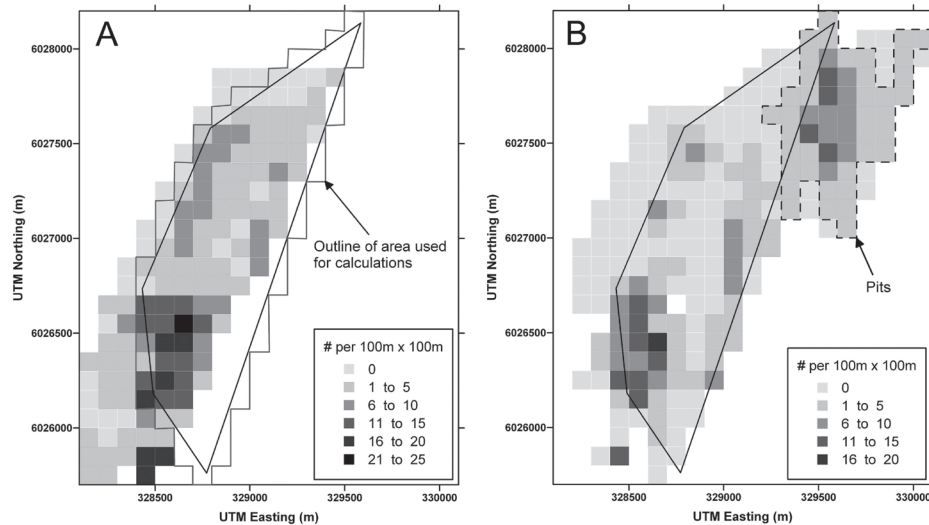 A
UTM Northing (m)
6028000
6027500
6027000
6026500
6026000
328500
329000
329500
330000
UTM Easting (m)
Outline of area used
for calculations
# per 100m x 100m
0
1 to 5
6 to 10
11 to 15
16 to 20
21 to 25
B
UTM Northing (m)
6028000
6027500
6027000
6026500
6026000
328500
329000
329500
330000
UTM Easting (m)
Pits
# per 100m x 100m
0
1 to 5
6 to 10
11 to 15
16 to 20